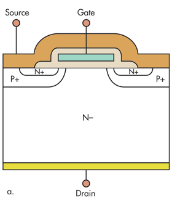 Source Gate
N+ N+
P+ P+
N–
a. Drain